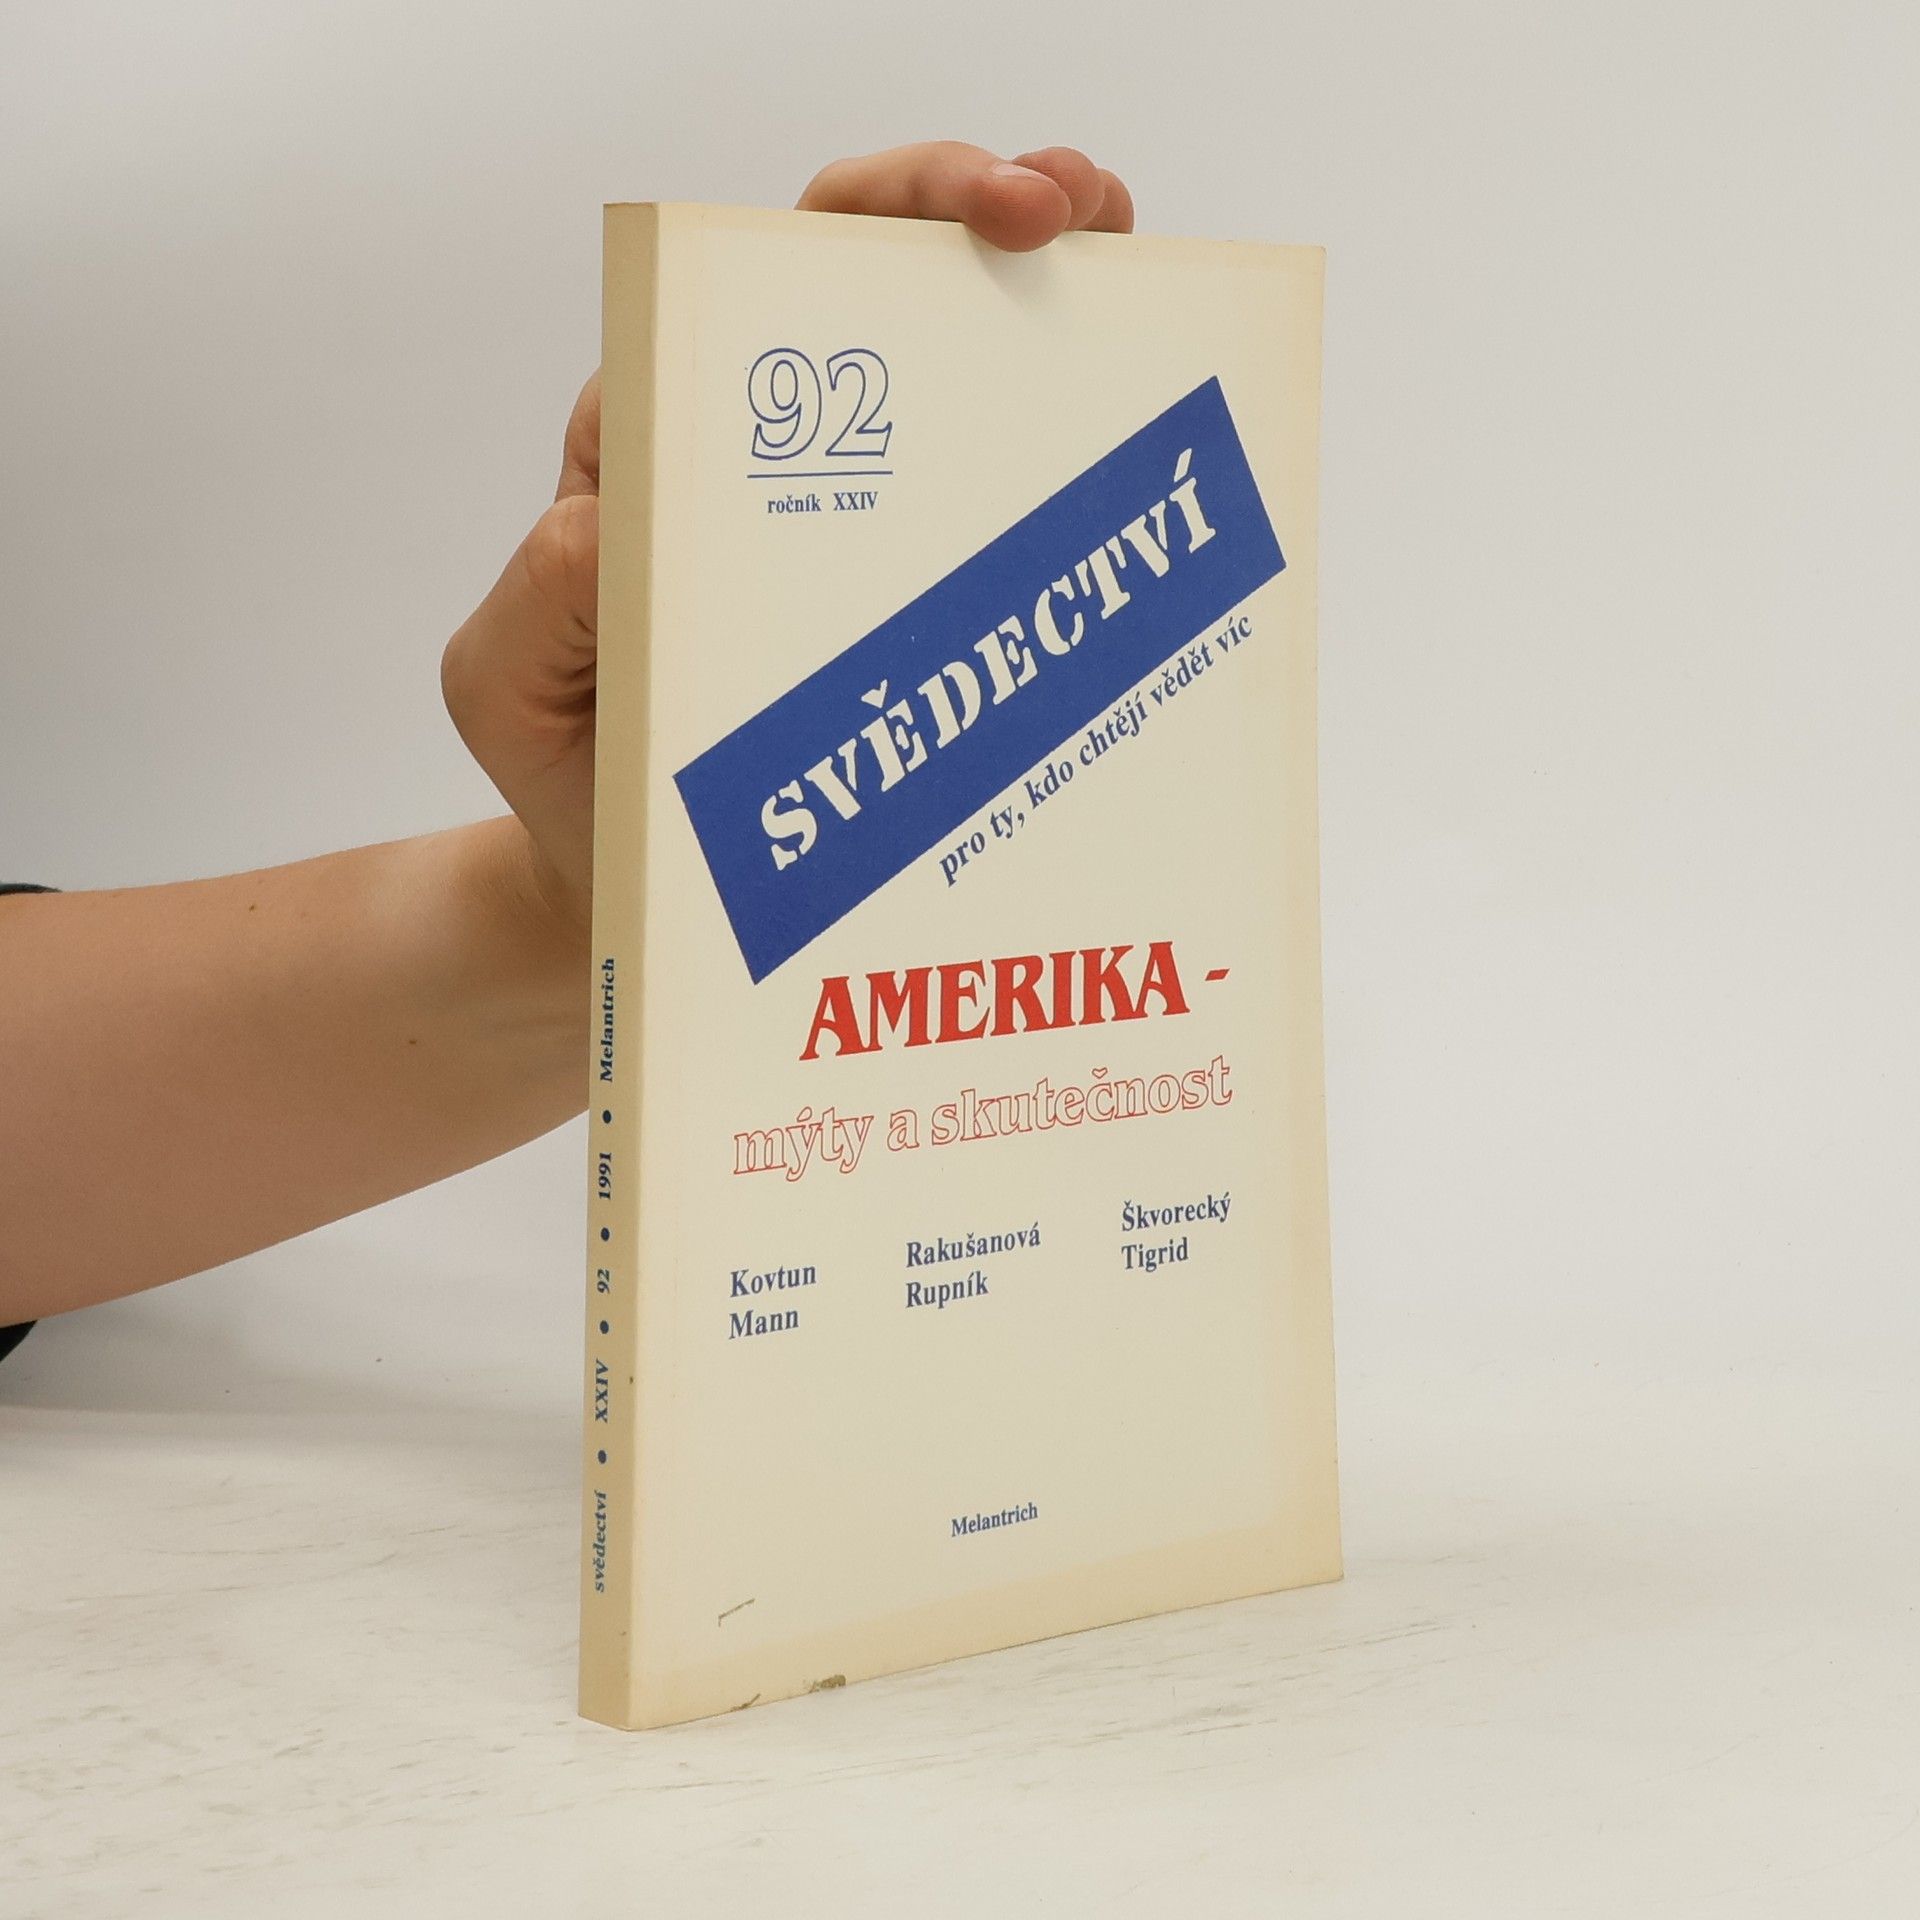 92
ročník XXIV
SVĚDECTVÍ
pro ty, kdo chtějí vědět víc
AMERIKA -
mýty a skutečnost
Kovtun
Mann
Rakušanová
Rupník
Škvorecký
Tigrid
Melantrich
svědectví • XXIV • 92 • 1991 • Melantrich